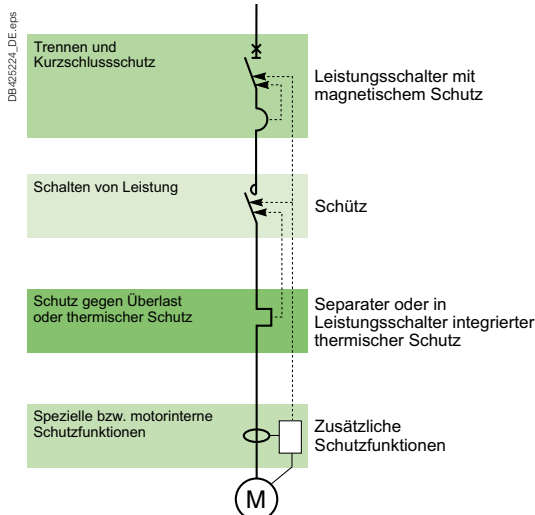 DB425224_DE.eps
Trennen und
Kurzschlussschutz
Leistungsschalter mit
magnetischem Schutz
Schalten von Leistung
Schütz
Schutz gegen Überlast
oder thermischer Schutz
Separater oder in
Leistungsschalter integrierter
thermischer Schutz
Spezielle bzw. motorinterne
Schutzfunktionen
Zusätzliche
Schutzfunktionen
M